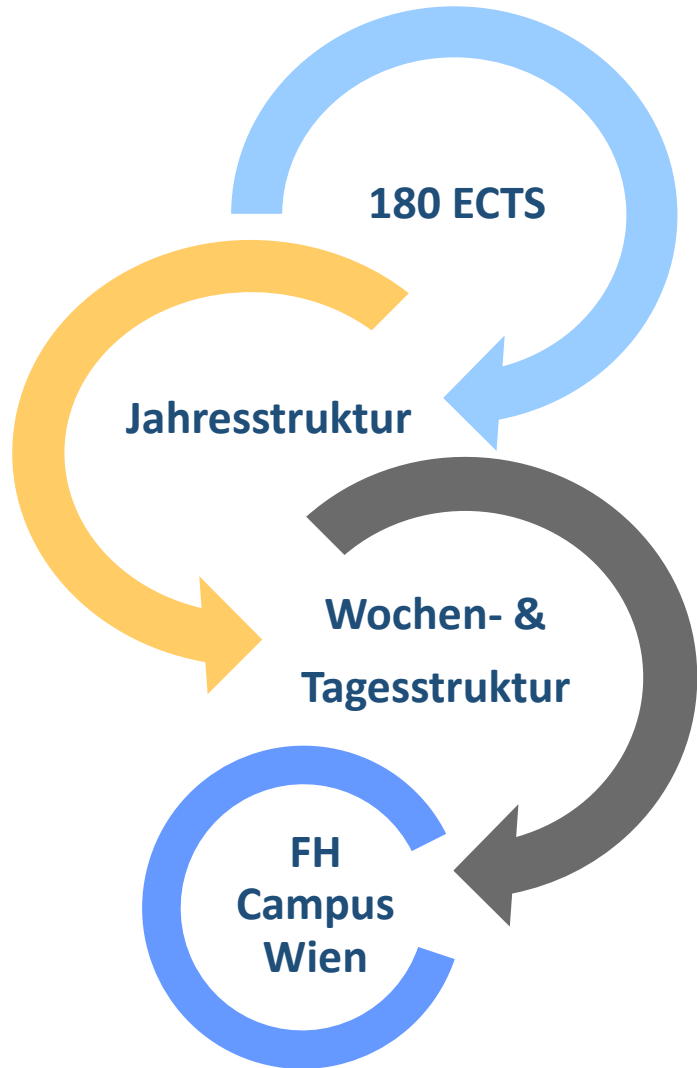 180 ECTS
Jahresstruktur
Wochen- &
Tagesstruktur
FH
Campus
Wien